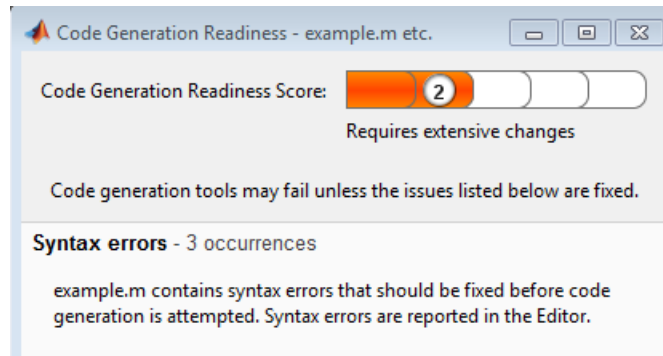 Code Generation Readiness - example.m etc.
Code Generation Readiness Score:
2
Requires extensive changes
Code generation tools may fail unless the issues listed below are fixed.
Syntax errors - 3 occurrences
example.m contains syntax errors that should be fixed before code
generation is attempted. Syntax errors are reported in the Editor.